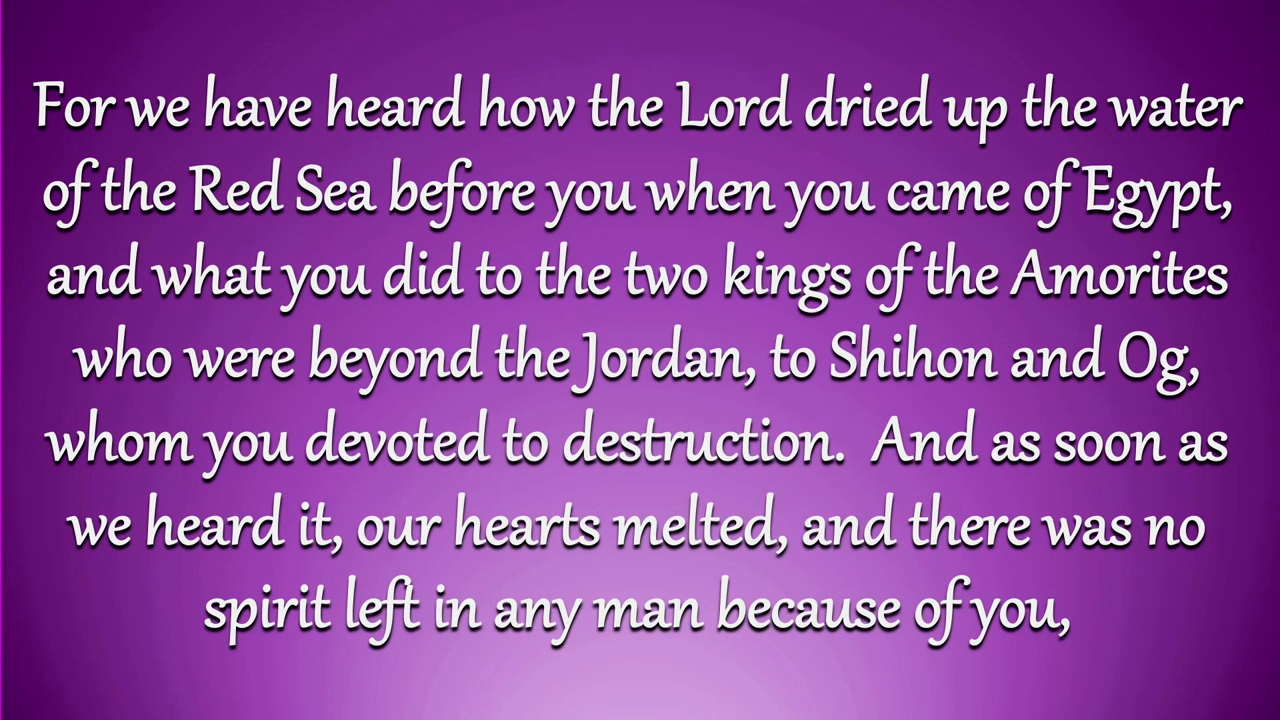 For we have heard how the Lord dried up the water
of the Red Sea before you when you came of Egypt,
and what you did to the two kings of the Amorites
who were beyond the Jordan, to Shihon and Og,
whom you devoted to destruction.  And as soon as
we heard it, our hearts melted, and there was no
spirit left in any man because of you,